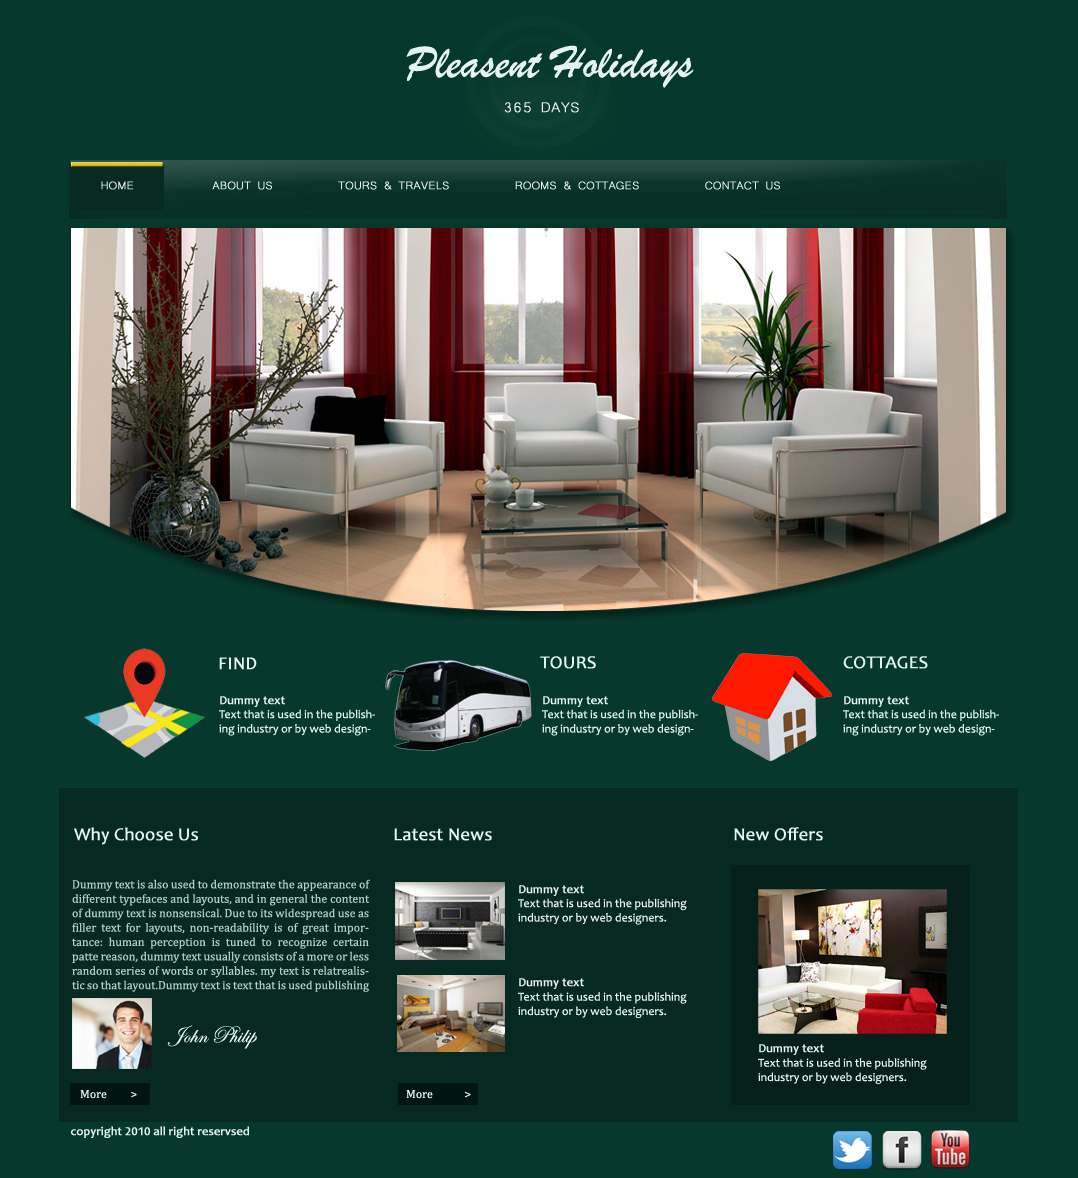 Pleasent Holidays
365 DAYS
HOME
ABOUT US
TOURS & TRAVELS
ROOMS & COTTAGES
CONTACT US
FIND
Dummy text
Text that is used in the publish-
ing industry or by web design-
TOURS
Dummy text
Text that is used in the publish-
ing industry or by web design-
COTTAGES
Dummy text
Text that is used in the publish-
ing industry or by web design-
Why Choose Us
Dummy text is also used to demonstrate the appearance of
different typefaces and layouts, and in general the content
of dummy text is nonsensical. Due to its widespread use as
filler text for layouts, non-readability is of great impor-
tance: human perception is tuned to recognize certain
patte reason, dummy text usually consists of a more or less
random series of words or syllables. my text is relatrealis-
tic so that layout.Dummy text is text that is used publishing
John Philip
More >
Latest News
Dummy text
Text that is used in the publishing
industry or by web designers.
Dummy text
Text that is used in the publishing
industry or by web designers.
More >
New Offers
Dummy text
Text that is used in the publishing
industry or by web designers.
copyright 2010 all right reservsed
f
You
Tube